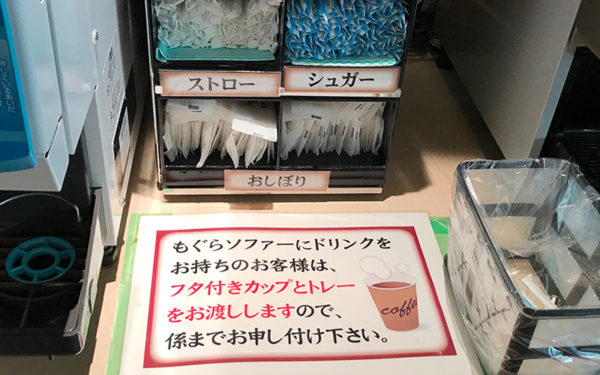 ストロー
シュガー
おしぼり
もぐらソファーにドリンクを
お持ちのお客様は、
フタ付きカップとトレー
をお渡ししますので、
係までお申し付け下さい。
coffe